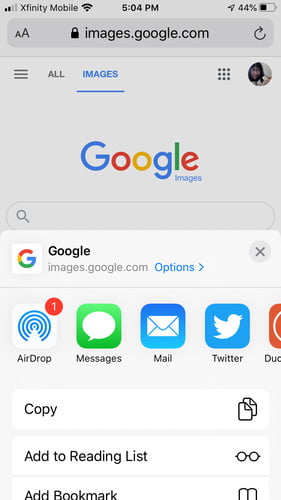 Xfinity Mobile 5:04 PM 44%
AA images.google.com
ALL IMAGES
Google
Images
Google
images.google.com Options >
1
AirDrop Messages Mail Twitter Duc
Copy
Add to Reading List
Add Bookmark